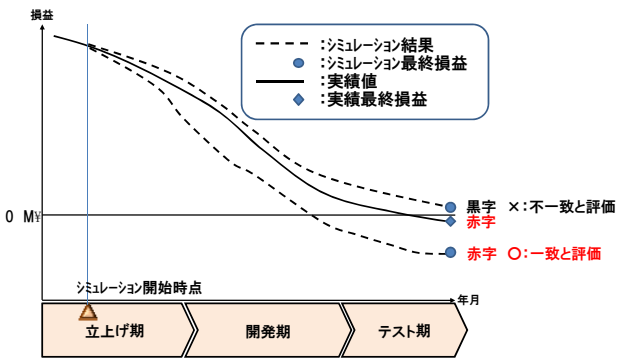 損益
：シミュレーション結果
：シミュレーション最終損益
：実績値
：実績最終損益
0 M¥
黒字 ×：不一致と評価
赤字
赤字 〇：一致と評価
シミュレーション開始時点
年月
立上げ期
開発期
テスト期